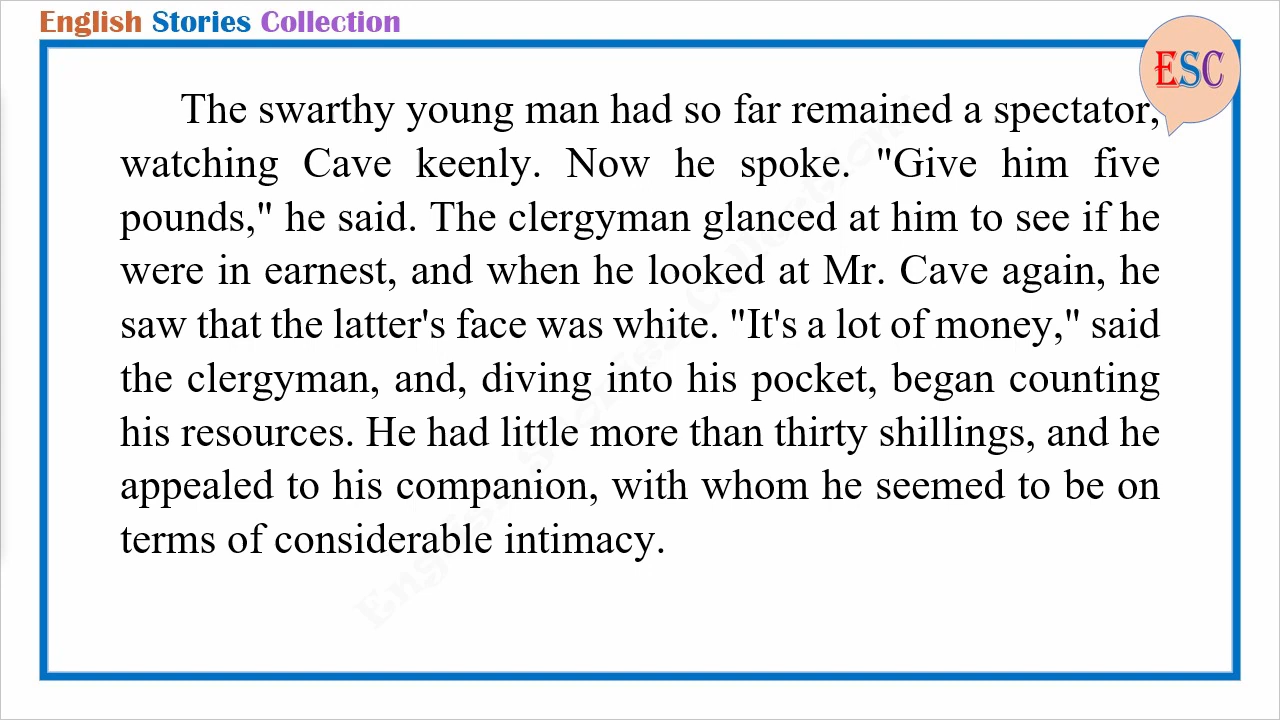 English Stories Collection
ESC
The swarthy young man had so far remained a spectator,
watching Cave keenly. Now he spoke. "Give him five
pounds," he said. The clergyman glanced at him to see if he
were in earnest, and when he looked at Mr. Cave again, he
saw that the latter's face was white. "It's a lot of money," said
the clergyman, and, diving into his pocket, began counting
his resources. He had little more than thirty shillings, and he
appealed to his companion, with whom he seemed to be on
terms of considerable intimacy.
English Stories Collection